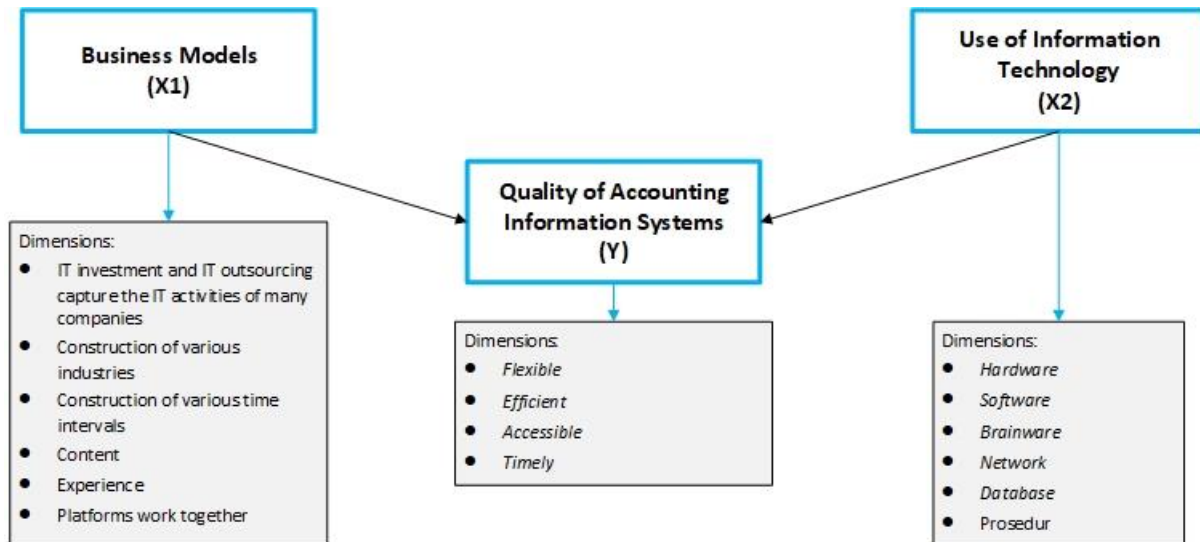 Business Models
(X1)
Use of Information
Technology
(X2)
Quality of Accounting
Information Systems
(Y)
Dimensions:
● IT investment and IT outsourcing
capture the IT activities of many
companies
● Construction of various
industries
● Construction of various time
intervals
● Content
● Experience
● Platforms work together
Dimensions:
● Flexible
● Efficient
● Accessible
● Timely
Dimensions:
● Hardware
● Software
● Brainware
● Network
● Database
● Prosedur